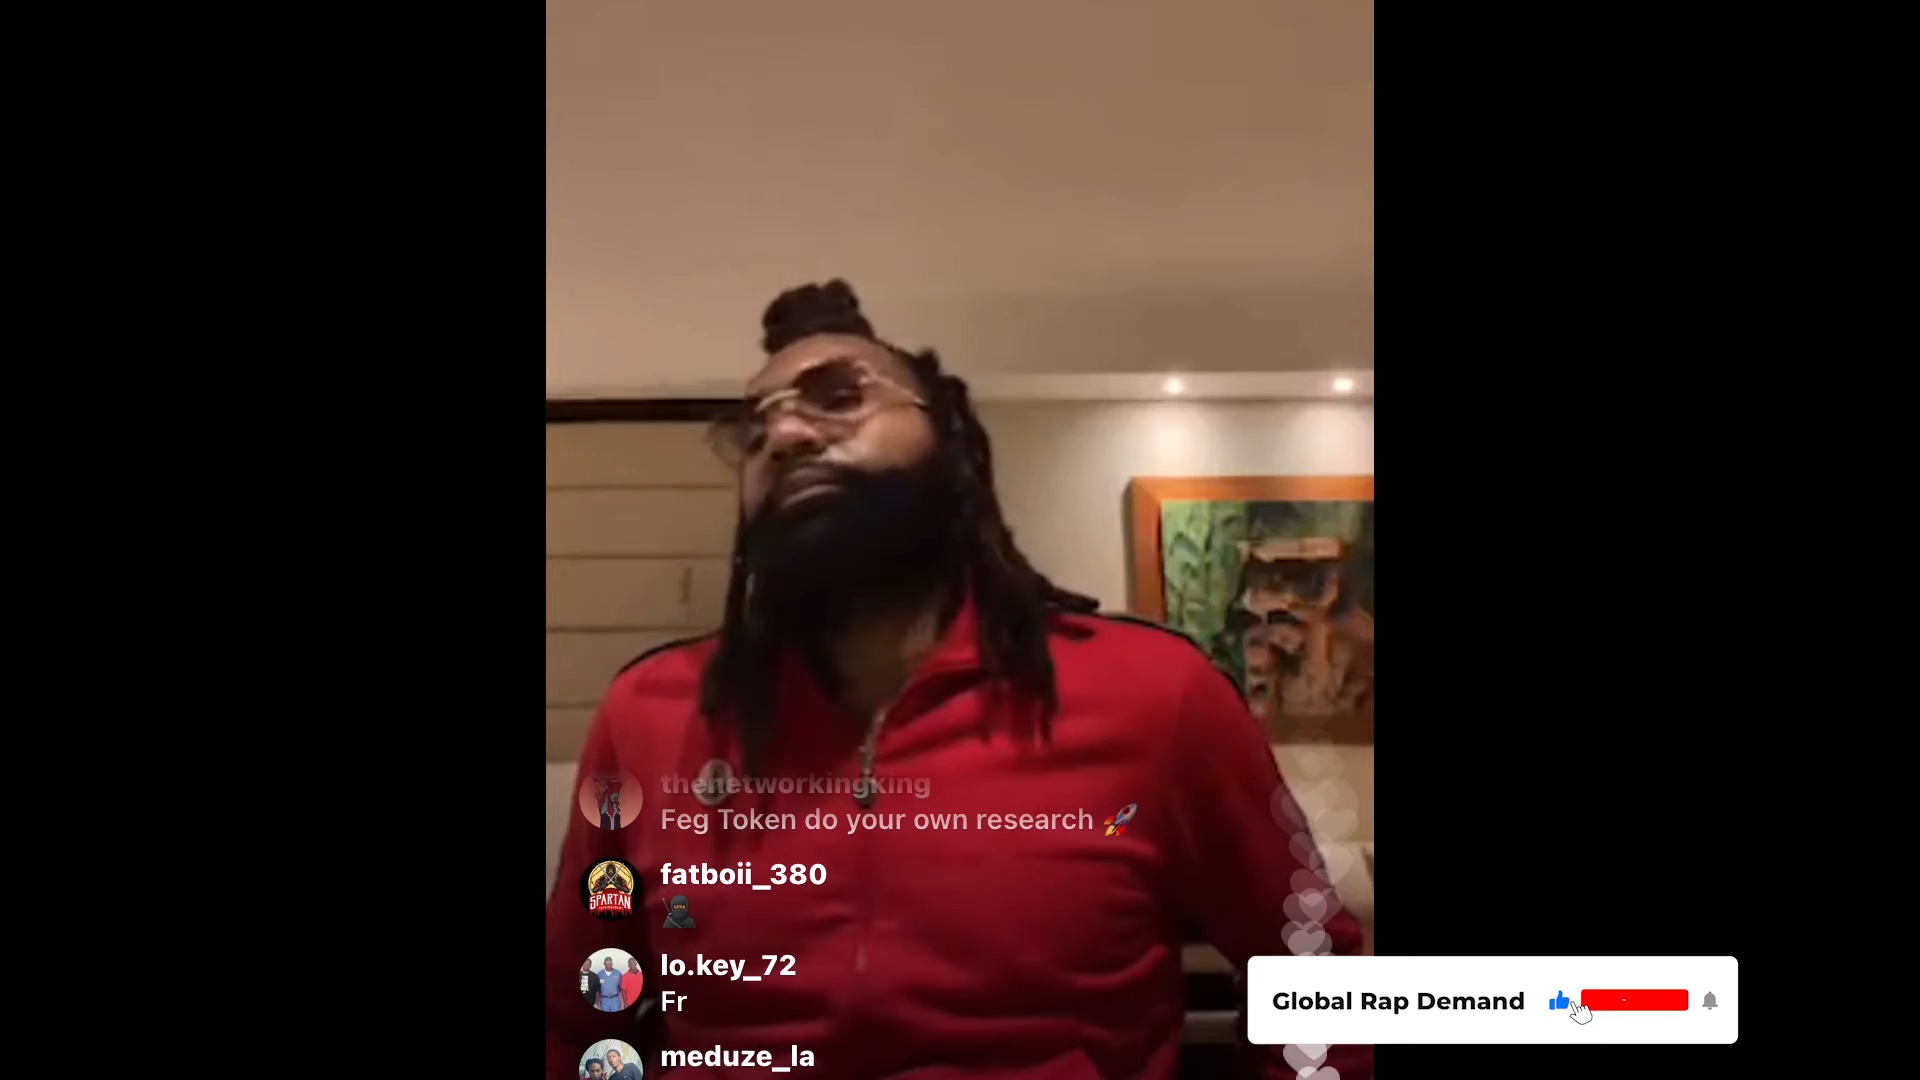 thenetworkingking
Feg Token do your own research 🚀
fatboii_380
🥷
SPARTAN
lo.key_72
Fr
meduze_la
Global Rap Demand